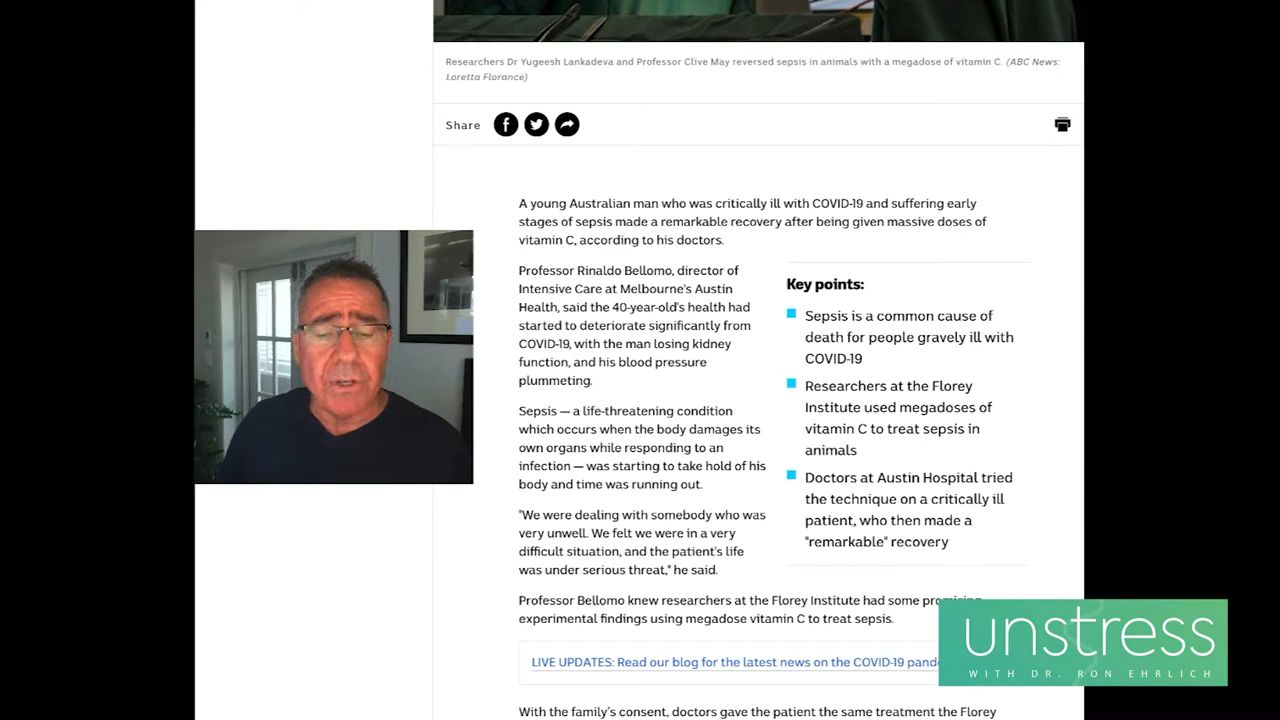 Researchers Dr Yugeesh Lankadeva and Professor Clive May reversed sepsis in animals with a megadose of vitamin C. (ABC News:
Loretta Florance)
Share
A young Australian man who was critically ill with COVID-19 and suffering early
stages of sepsis made a remarkable recovery after being given massive doses of
vitamin C, according to his doctors.
Professor Rinaldo Bellomo, director of
Intensive Care at Melbourne's Austin
Health, said the 40-year-old's health had
started to deteriorate significantly from
COVID-19, with the man losing kidney
function, and his blood pressure
plummeting.
Sepsis — a life-threatening condition
which occurs when the body damages its
own organs while responding to an
infection — was starting to take hold of his
body and time was running out.
"We were dealing with somebody who was
very unwell. We felt we were in a very
difficult situation, and the patient's life
was under serious threat," he said.
Key points:
Sepsis is a common cause of
death for people gravely ill with
COVID-19
Researchers at the Florey
Institute used megadoses of
vitamin C to treat sepsis in
animals
Doctors at Austin Hospital tried
the technique on a critically ill
patient, who then made a
"remarkable" recovery
Professor Bellomo knew researchers at the Florey Institute had some promising
experimental findings using megadose vitamin C to treat sepsis.
LIVE UPDATES: Read our blog for the latest news on the COVID-19
With the family's consent, doctors gave the patient the same treatment the Florey
unstress
WITH DR. RON EHRLICH